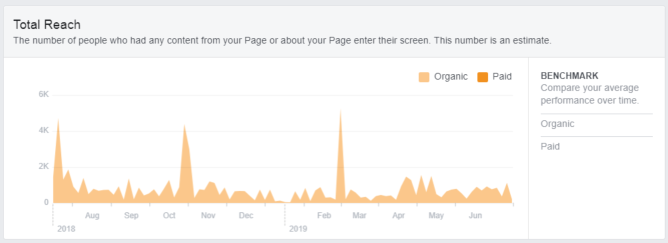 Total Reach
The number of people who had any content from your Page or about your Page enter their screen. This number is an estimate.
Organic Paid
BENCHMARK
Compare your average
performance over time.
Organic
Paid
6K
4K
2K
0
Aug Sep Oct Nov Dec Feb Mar Apr May Jun
2018 2019